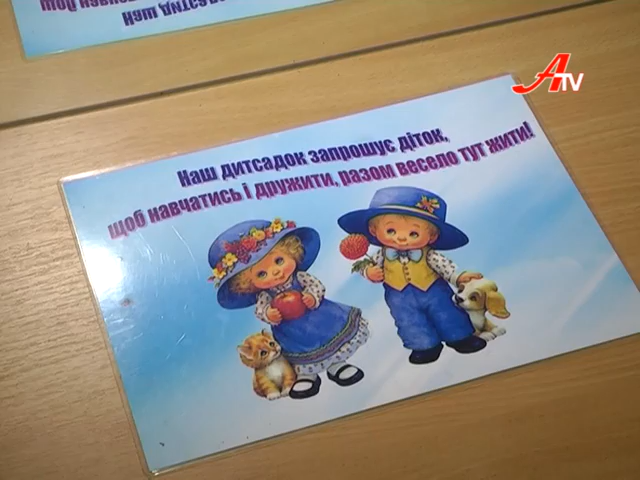 ATV
Наш дитсадок запрошує діток,
щоб навчатись і дружити, разом весело тут жити!